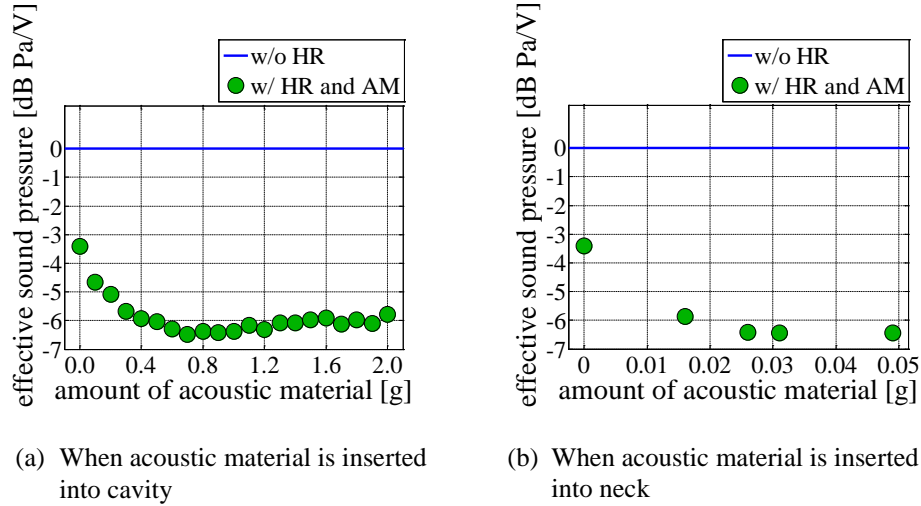 w/o HR
w/ HR and AM
effective sound pressure [dB Pa/V]
0
-1
-2
-3
-4
-5
-6
-7
0.0 0.4 0.8 1.2 1.6 2.0
amount of acoustic material [g]
(a) When acoustic material is inserted
into cavity
w/o HR
w/ HR and AM
effective sound pressure [dB Pa/V]
0
-1
-2
-3
-4
-5
-6
-7
0 0.01 0.02 0.03 0.04 0.05
amount of acoustic material [g]
(b) When acoustic material is inserted
into neck